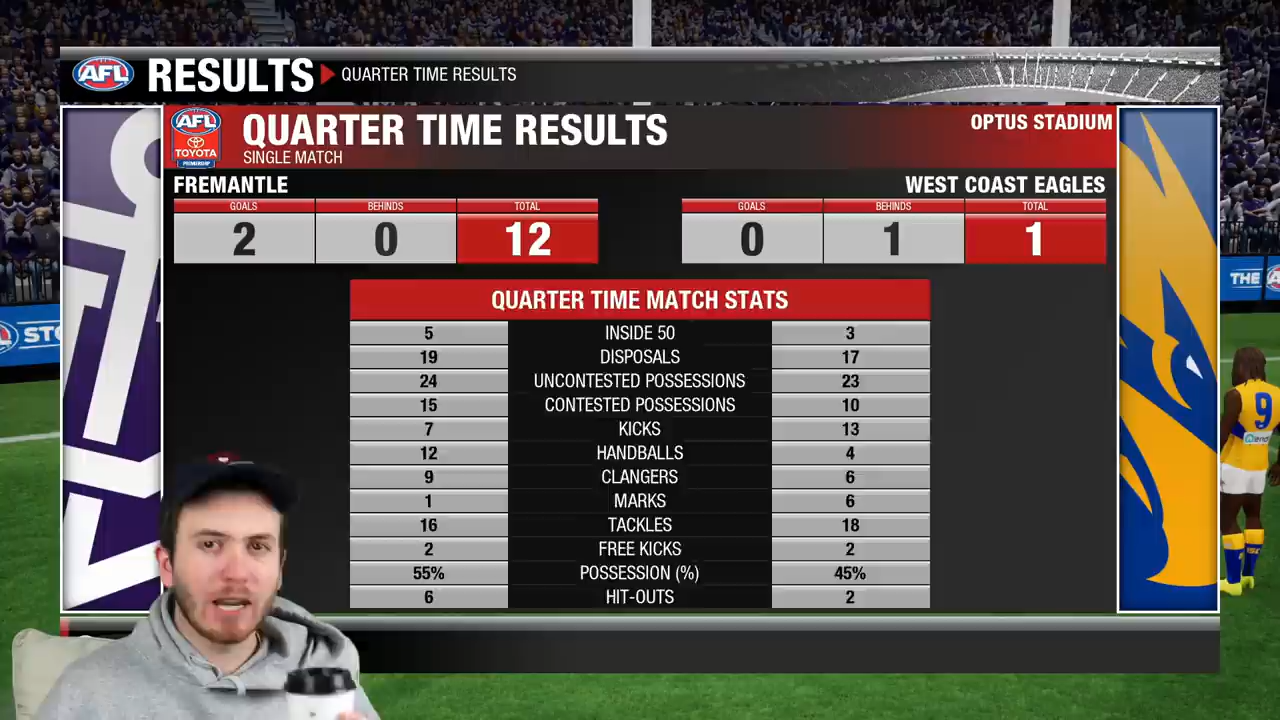 AFL RESULTS QUARTER TIME RESULTS
AFL TOYOTA PREMIERSHIP
QUARTER TIME RESULTS
SINGLE MATCH
OPTUS STADIUM
FREMANTLE
WEST COAST EAGLES
GOALS BEHINDS TOTAL GOALS BEHINDS TOTAL
2 0 12 0 1 1
QUARTER TIME MATCH STATS
5 INSIDE 50 3
19 DISPOSALS 17
24 UNCONTESTED POSSESSIONS 23
15 CONTESTED POSSESSIONS 10
7 KICKS 13
12 HANDBALLS 4
9 CLANGERS 6
1 MARKS 6
16 TACKLES 18
2 FREE KICKS 2
55% POSSESSION (%) 45%
6 HIT-OUTS 2
THE
9